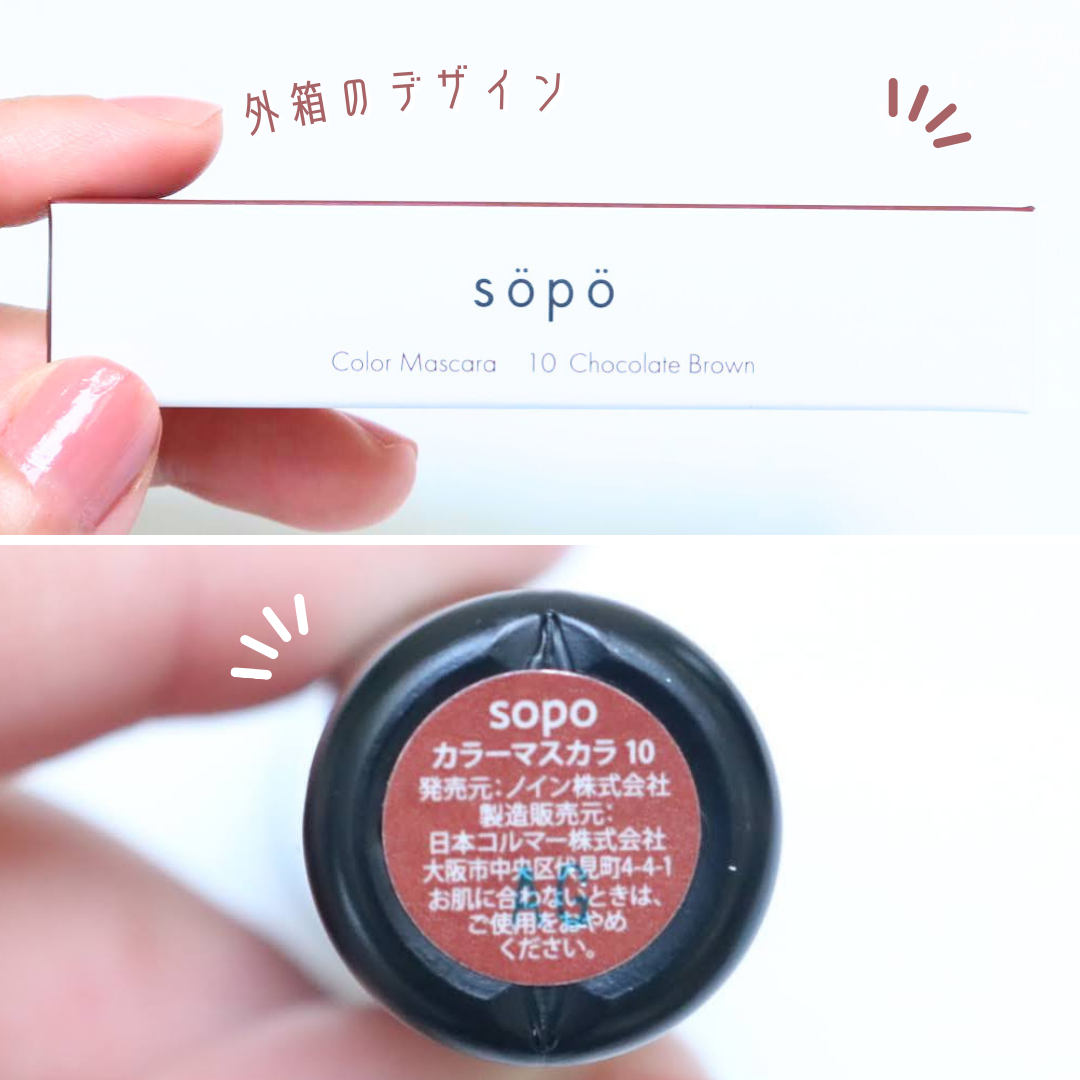 外箱のデザイン
söpö
Color Mascara 10 Chocolate Brown
sopo
カラーマスカラ 10
発売元:ノイン株式会社
製造販売元:
日本コルマー株式会社
大阪市中央区伏見町4-4-1
お肌に合わないときは、
ご使用をおやめ
ください。
AG